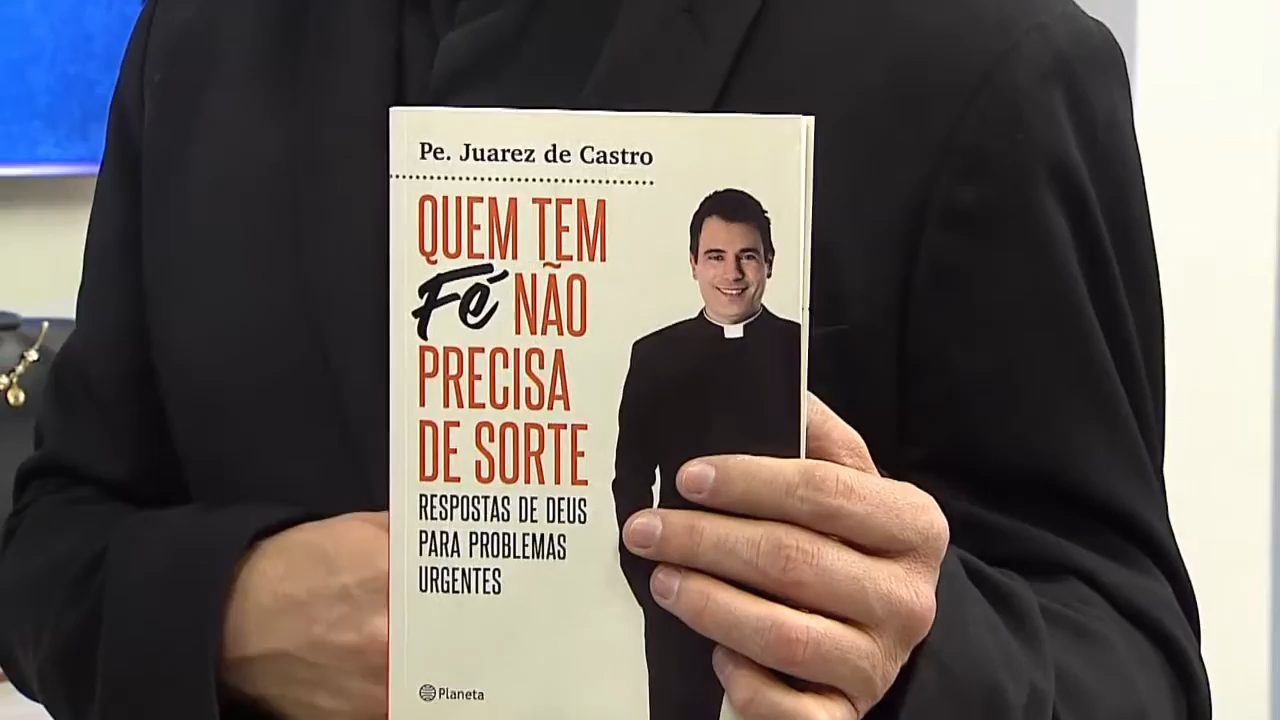 Pe. Juarez de Castro
QUEM TEM
Fé NÃO
PRECISA
DE SORTE
RESPOSTAS DE DEUS
PARA PROBLEMAS
URGENTES
Planeta